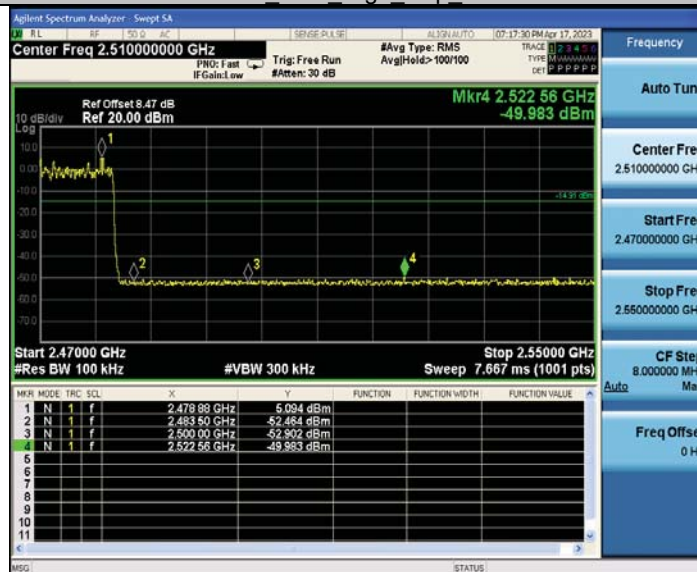 Agilent Spectrum Analyzer - Swept SA
RL RF 50 Ω AC SENSE:PULSE ALIGN AUTO 07:17:30 PM Apr 17, 2023
Center Freq 2.510000000 GHz
PNO: Fast
IFGain:Low
Trig: Free Run
#Atten: 30 dB
#Avg Type: RMS
Avg|Hold:>100/100
TRACE 1 2 3 4 5 6
TYPE M
DET P P P P P P
Mkr4 2.522 56 GHz
-49.983 dBm
Ref Offset 8.47 dB
10 dB/div Ref 20.00 dBm
Log
10.0
0.00
-10.0
-20.0
-30.0
-40.0
-50.0
-60.0
-70.0
1
2
3
4
-14.91 dBm
Start 2.47000 GHz Stop 2.55000 GHz
#Res BW 100 kHz #VBW 300 kHz Sweep 7.667 ms (1001 pts)
MKR MODE TRC SCL X Y FUNCTION FUNCTION WIDTH FUNCTION VALUE
1 N 1 f 2.478 88 GHz 5.094 dBm
2 N 1 f 2.483 50 GHz -52.464 dBm
3 N 1 f 2.500 00 GHz -52.902 dBm
4 N 1 f 2.522 56 GHz -49.983 dBm
5
6
7
8
9
10
11
MSG STATUS
Frequency
Auto Tun
Center Fre
2.510000000 GH
Start Fre
2.470000000 GH
Stop Fre
2.550000000 GH
CF Ste
8.000000 MH
Auto Ma
Freq Offse
0 H